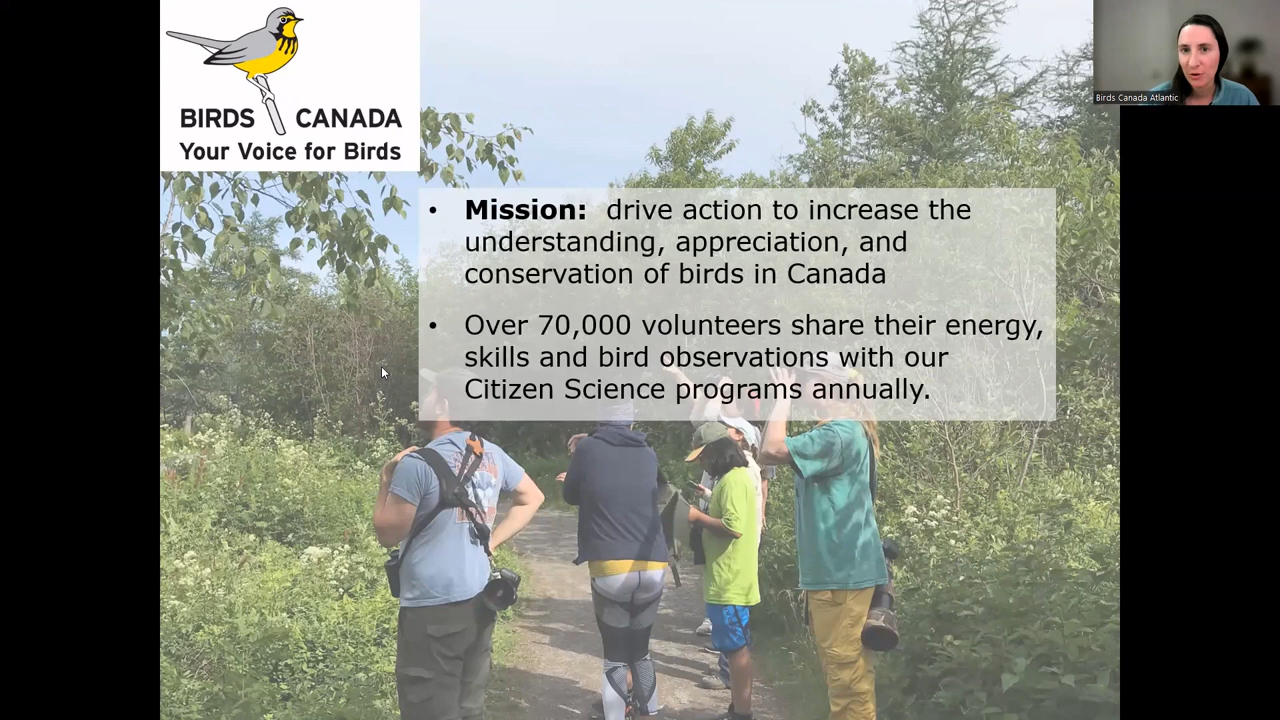 BIRDS CANADA
Your Voice for Birds
Birds Canada Atlantic
• Mission: drive action to increase the
understanding, appreciation, and
conservation of birds in Canada
• Over 70,000 volunteers share their energy,
skills and bird observations with our
Citizen Science programs annually.